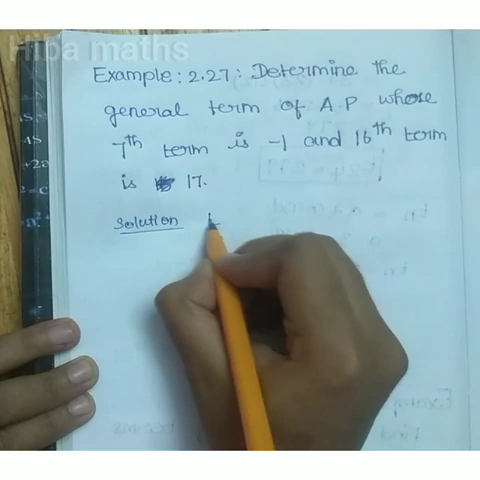 Hiba maths
Example: 2.27: Determine the
general term of A.P whose
7th term is -1 and 16th term
is 17.
Solution